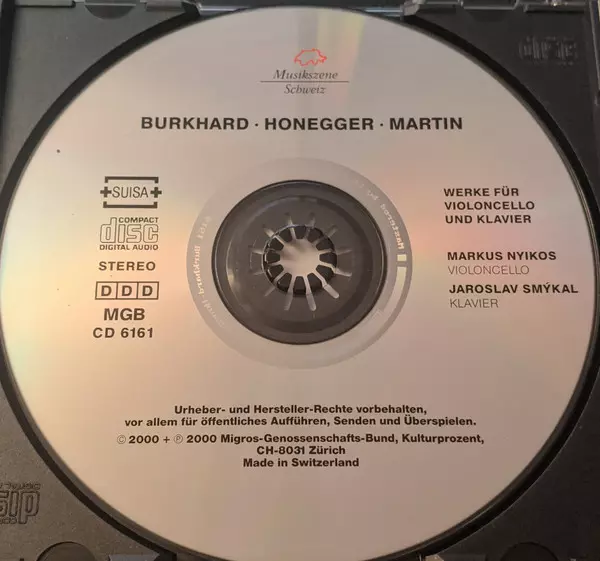 Musikszene
Schweiz
BURKHARD · HONEGGER · MARTIN
+SUISA+
COMPACT
disc
DIGITAL AUDIO
STEREO
DDD
MGB
CD 6161
WERKE FÜR
VIOLONCELLO
UND KLAVIER
MARKUS NYIKOS
VIOLONCELLO
JAROSLAV SMÝKAL
KLAVIER
Urheber- und Hersteller-Rechte vorbehalten,
vor allem für öffentliches Aufführen, Senden und Überspielen.
© 2000 + ℗ 2000 Migros-Genossenschafts-Bund, Kulturprozent,
CH-8031 Zürich
Made in Switzerland